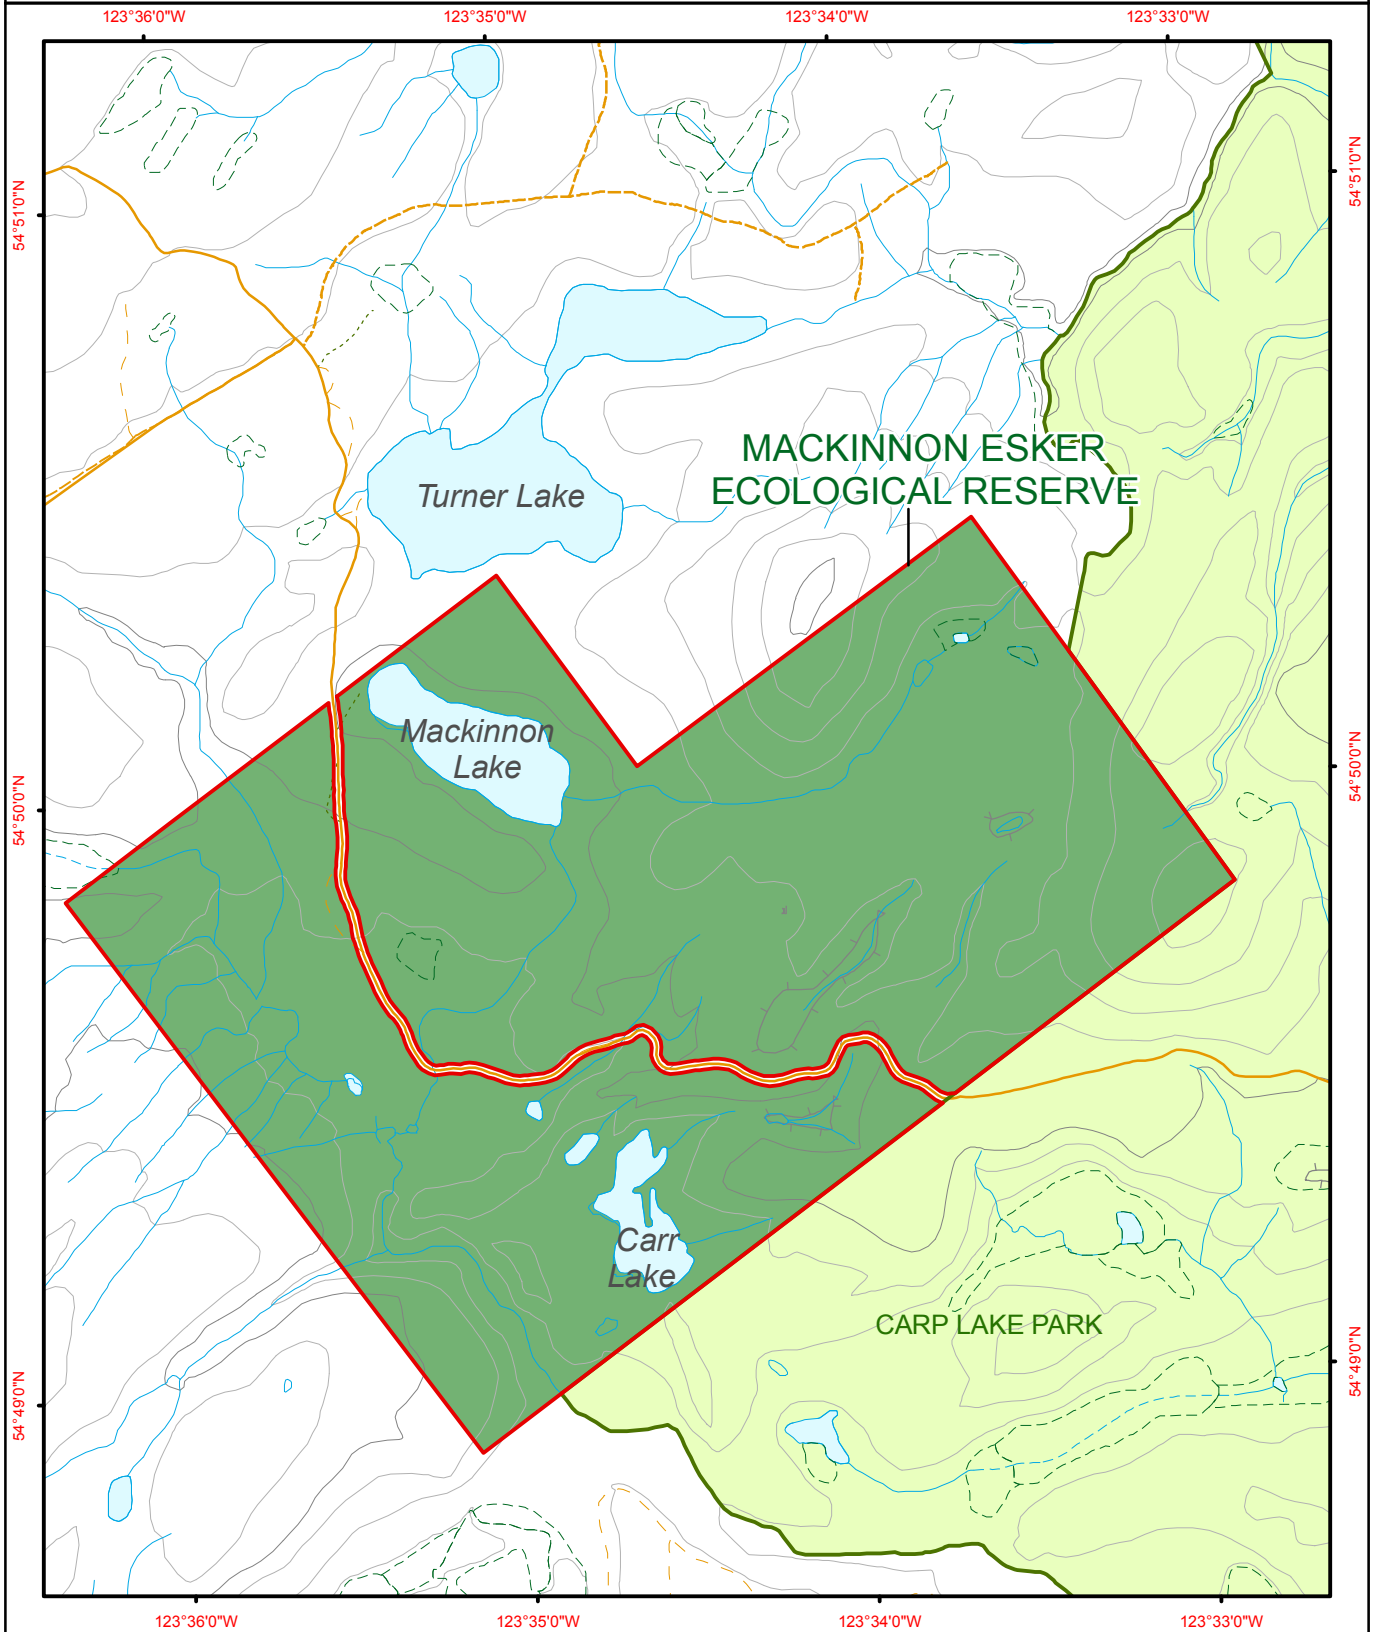 123°36'0"W
123°35'0"W
123°34'0"W
123°33'0"W
54°51'0"N
54°51'0"N
MACKINNON ESKER
ECOLOGICAL RESERVE
Turner Lake
Mackinnon
Lake
54°50'0"N
54°50'0"N
Carr
Lake
CARP LAKE PARK
54°49'0"N
54°49'0"N
123°36'0"W
123°35'0"W
123°34'0"W
123°33'0"W